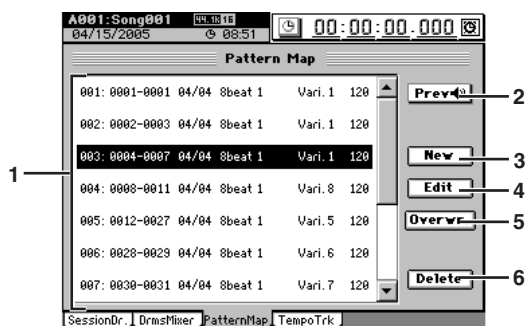 A001:Song001 44.1k 16
04/15/2005 08:51 00:00:00.000
Pattern Map
001: 0001-0001 04/04 8beat 1 Vari.1 120
002: 0002-0003 04/04 8beat 1 Vari.1 120
003: 0004-0007 04/04 8beat 1 Vari.1 120
004: 0008-0011 04/04 8beat 1 Vari.8 120
005: 0012-0027 04/04 8beat 1 Vari.5 120
006: 0028-0029 04/04 8beat 1 Vari.6 120
007: 0030-0031 04/04 8beat 1 Vari.7 120
Prev
New
Edit
Overwr.
Delete
1
2
3
4
5
6
SessionDr. DrmsMixer PatternMap TempoTrk